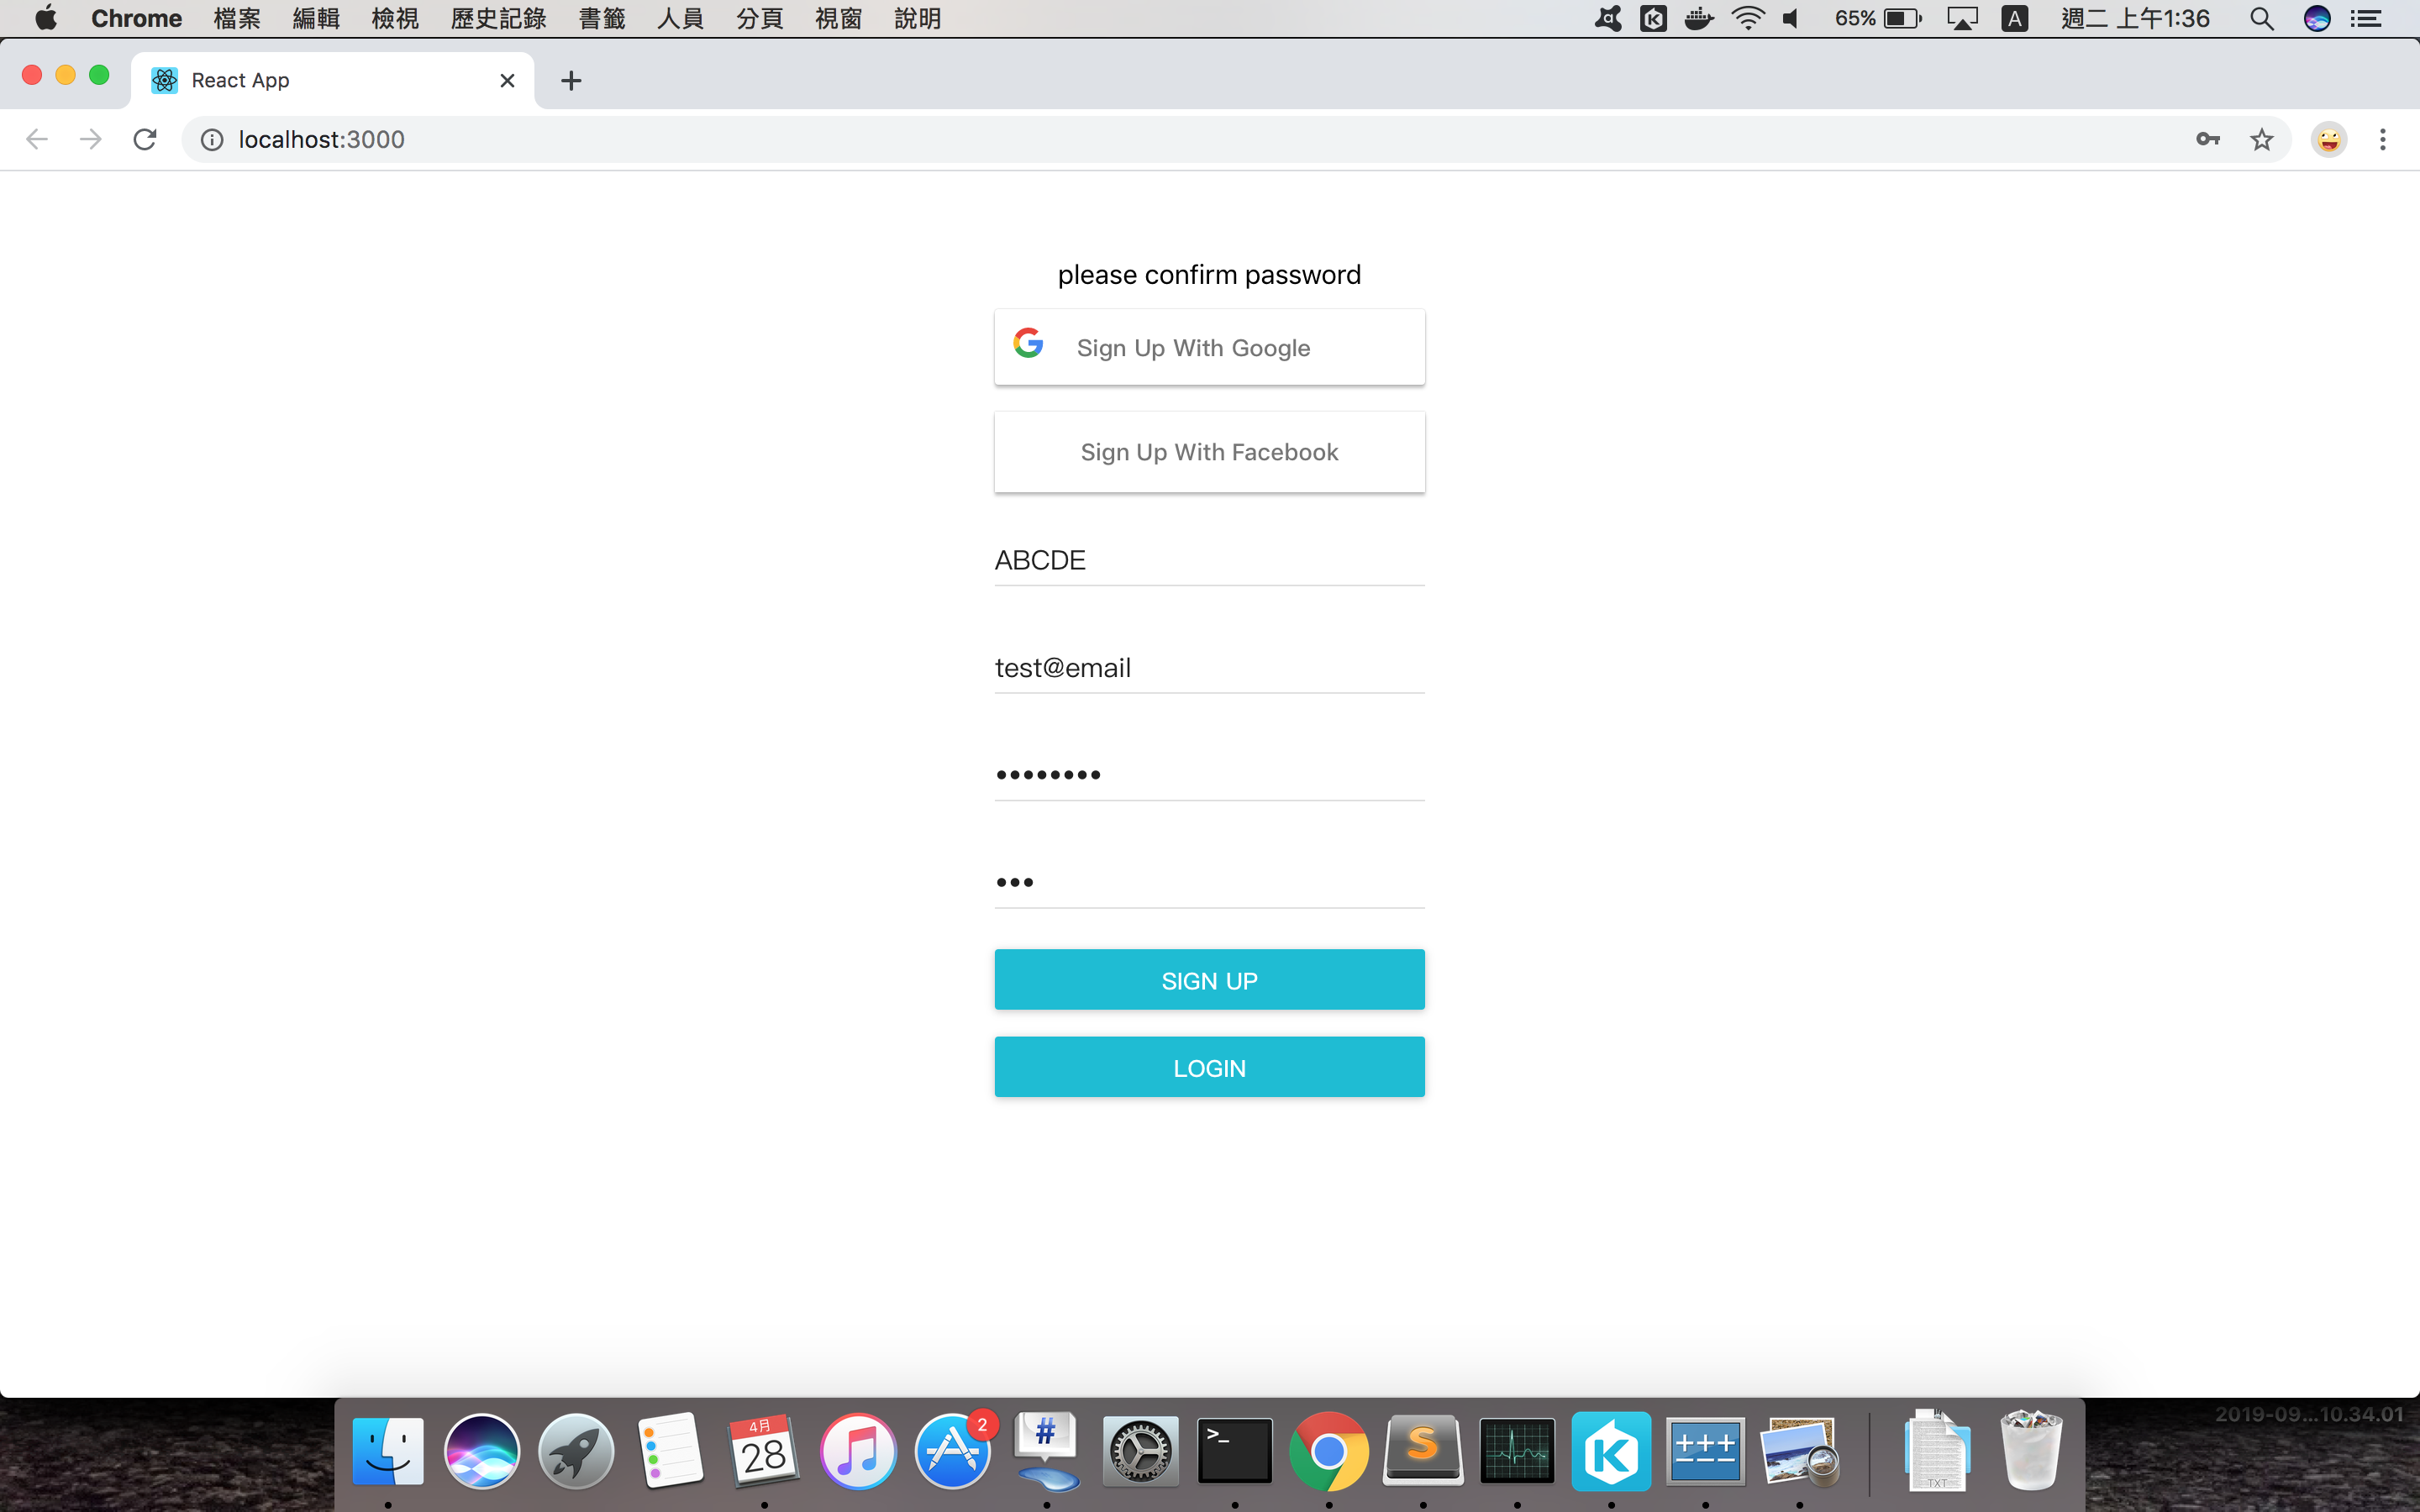 Chrome 檔案 編輯 檢視 歷史記錄 書籤 人員 分頁 視窗 說明 65% A 週二 上午1:36
React App
localhost:3000
please confirm password
Sign Up With Google
Sign Up With Facebook
ABCDE
test@email
••••••••
•••
SIGN UP
LOGIN
2019-09...10.34.01
4月
28
2
#
>_
S
K
+++
TXT